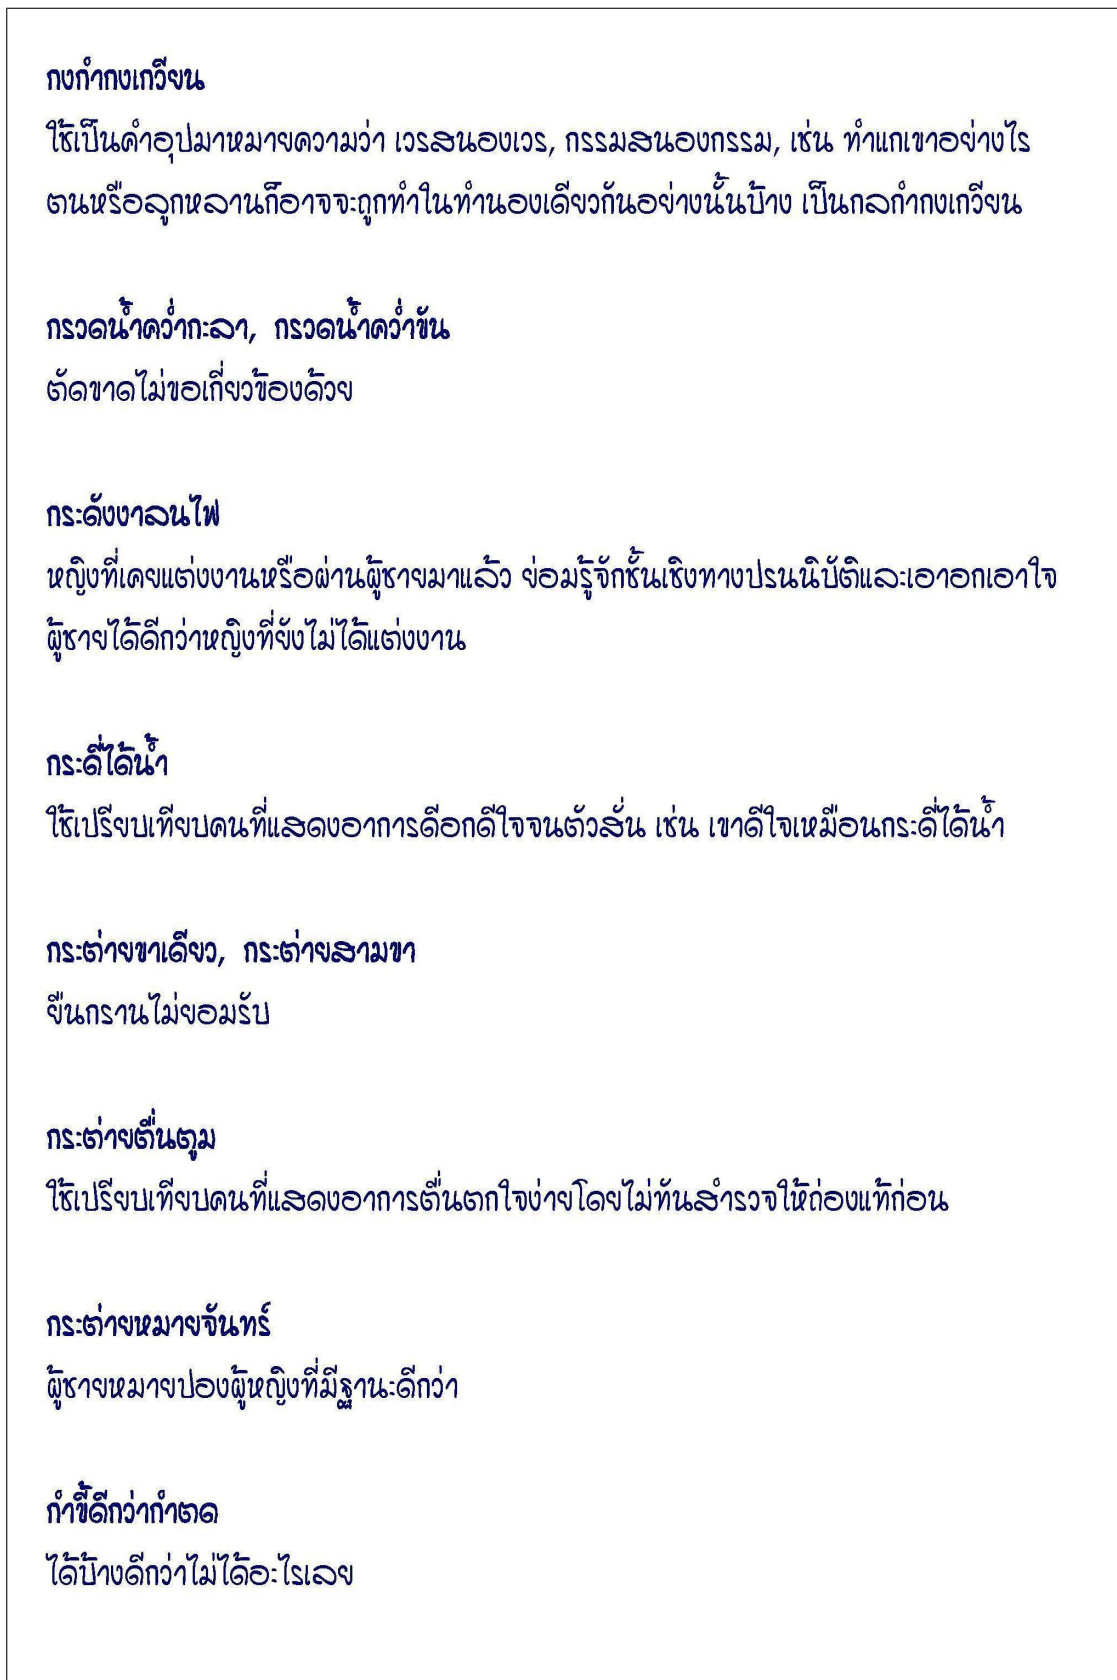 กงกำกงเกวียน
ใช้เป็นคำอุปมาหมายความว่า เวรสนองเวร, กรรมสนองกรรม, เช่น ทำแกเขาอย่างไร
ตนหรือลูกหลานก็อาจจะถูกทำในทำนองเดียวกันอย่างนั้นบ้าง เป็นกลกำกงเกวียน
กรวดน้ำคว่ำกะลา, กรวดน้ำคว่ำขัน
ตัดขาดไม่ขอเกี่ยวข้องด้วย
กระดังงาลนไฟ
หญิงที่เคยแต่งงานหรือผ่านผู้ชายมาแล้ว ย่อมรู้จักชั้นเชิงทางปรนนิบัติและเอาอกเอาใจ
ผู้ชายได้ดีกว่าหญิงที่ยังไม่ได้แต่งงาน
กระดี่ได้น้ำ
ใช้เปรียบเทียบคนที่แสดงอาการดีอกดีใจจนตัวสั่น เช่น เขาดีใจเหมือนกระดี่ได้น้ำ
กระต่ายขาเดียว, กระต่ายสามขา
ยืนกรานไม่ยอมรับ
กระต่ายตื่นตูม
ใช้เปรียบเทียบคนที่แสดงอาการตื่นตกใจง่ายโดยไม่ทันสำรวจให้ถ่องแท้ก่อน
กระต่ายหมายจันทร์
ผู้ชายหมายปองผู้หญิงที่มีฐานะดีกว่า
กำขี้ดีกว่ากำตด
ได้บ้างดีกว่าไม่ได้อะไรเลย